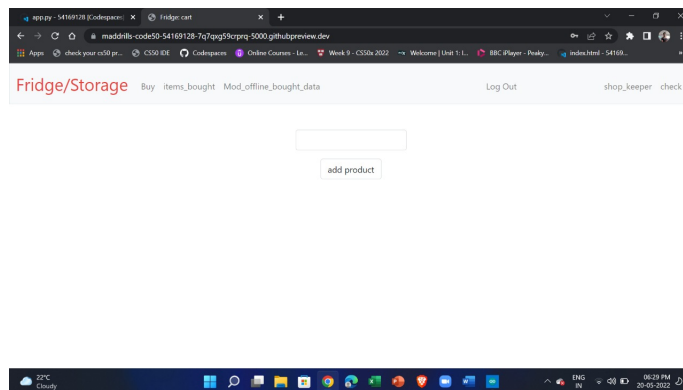 app.py - 54169128 [Codespaces]
Fridge: cart
maddrills-code50-54169128-7q7qxg59crprq-5000.githubpreview.dev
Apps
check your cs50 pr...
CS50 IDE
Codespaces
Online Courses - Le...
Week 9 - CS50x 2022
Welcome | Unit 1: I...
BBC iPlayer - Peaky...
index.html - 54169...
Fridge/Storage Buy items_bought Mod_offline_bought_data Log Out shop_keeper check
add product
22°C
Cloudy
ENG
IN
06:29 PM
20-05-2022